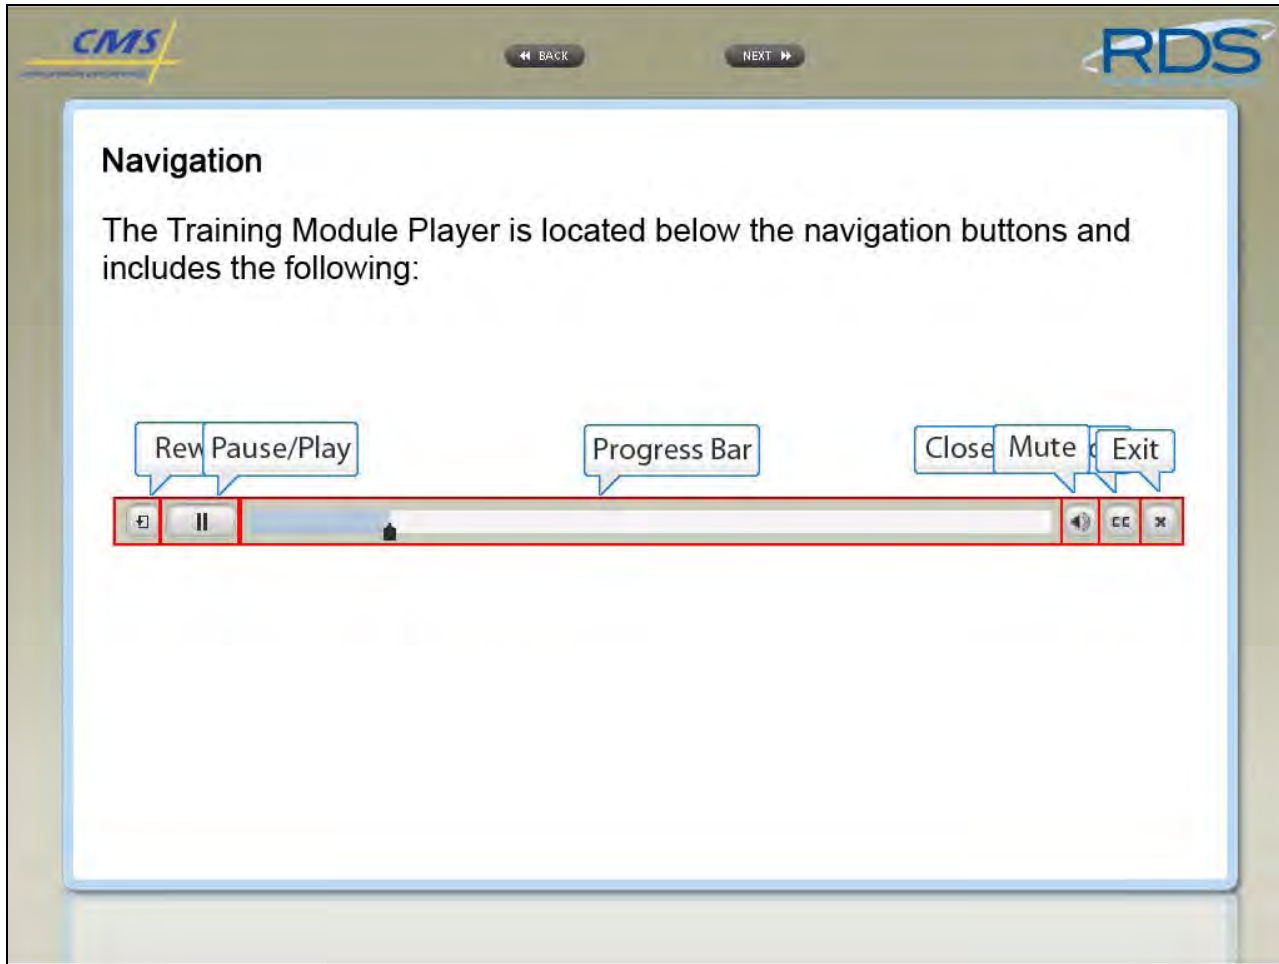 CMS
BACK
NEXT
RDS
Navigation
The Training Module Player is located below the navigation buttons and
includes the following:
Rew Pause/Play Progress Bar Close Mute Exit
CC